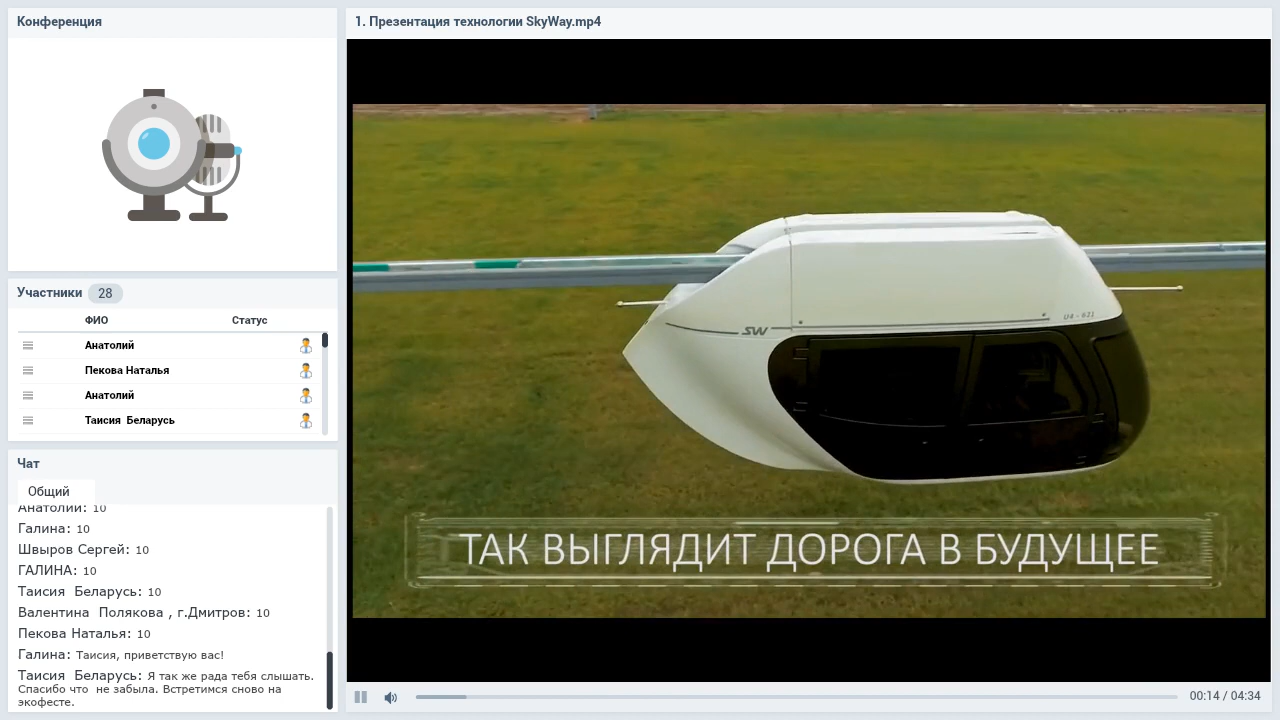 Конференция
1. Презентация технологии SkyWay.mp4
Участники 28
ФИО Статус
Анатолий
Пекова Наталья
Анатолий
Таисия Беларусь
Чат
Общий
Анатолий: 10
Галина: 10
Швыров Сергей: 10
ГАЛИНА: 10
Таисия Беларусь: 10
Валентина Полякова , г.Дмитров: 10
Пекова Наталья: 10
Галина: Таисия, приветствую вас!
Таисия Беларусь: Я так же рада тебя слышать.
Спасибо что не забыла. Встретимся сново на
экофесте.
SW
U4-621
ТАК ВЫГЛЯДИТ ДОРОГА В БУДУЩЕЕ
00:14 / 04:34